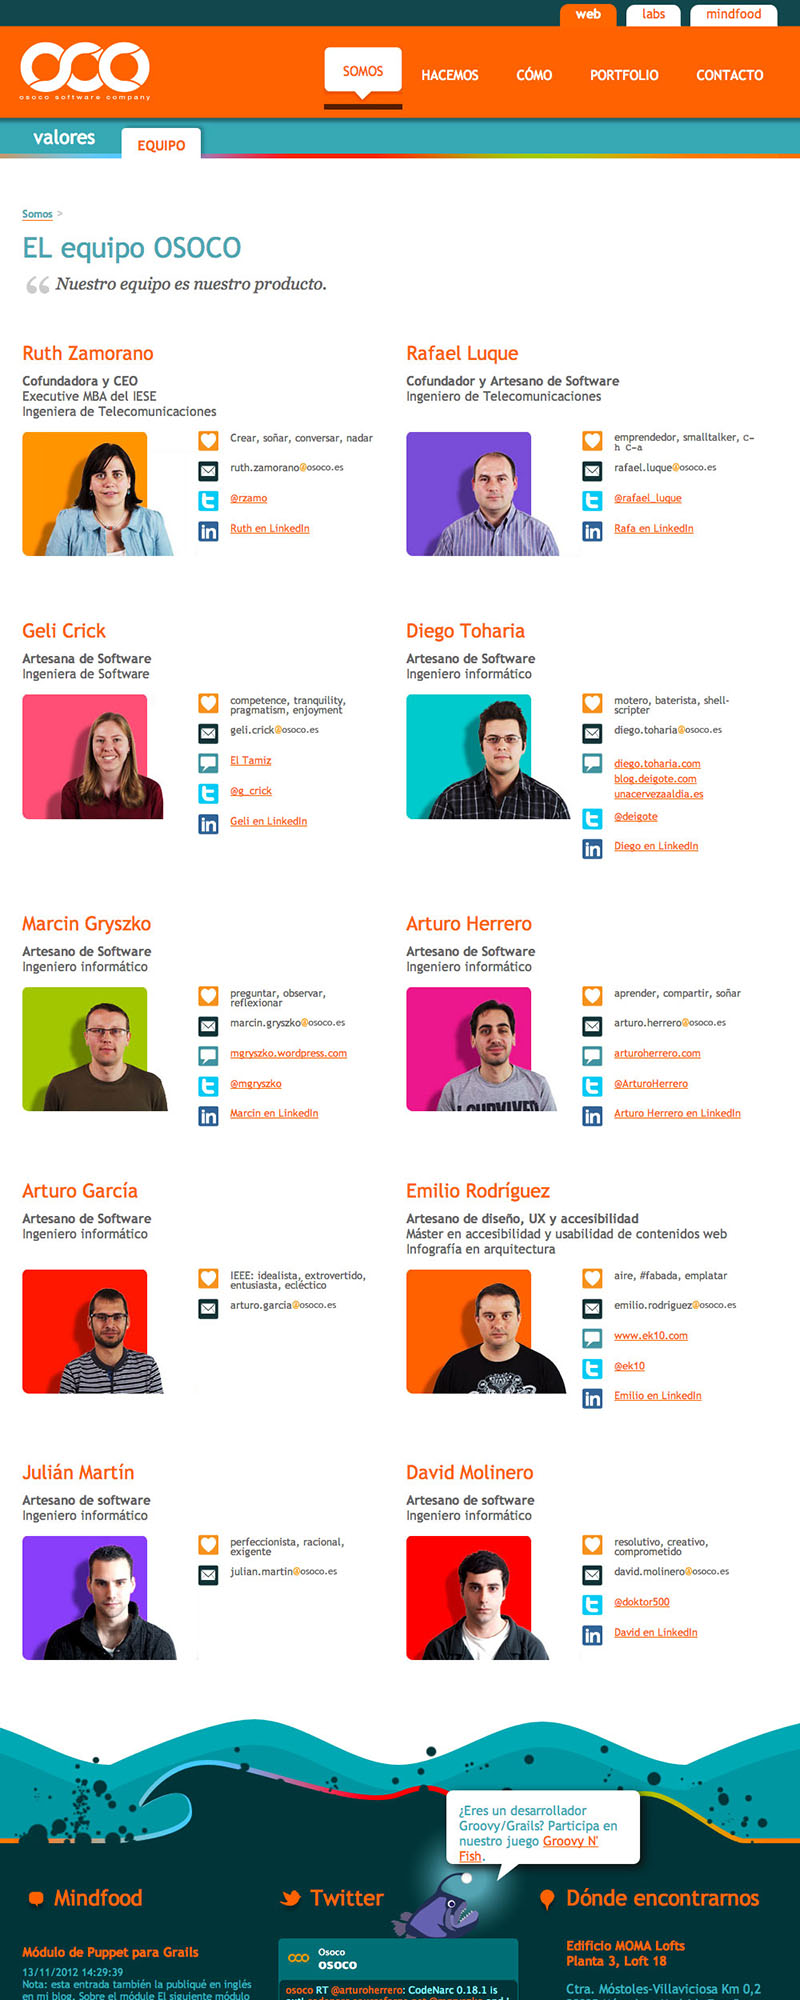 web labs mindfood
OCO
osoco software company
SOMOS HACEMOS CÓMO PORTFOLIO CONTACTO
valores EQUIPO
Somos >
EL equipo OSOCO
“ Nuestro equipo es nuestro producto.
Ruth Zamorano
Cofundadora y CEO
Executive MBA del IESE
Ingeniera de Telecomunicaciones
Crear, soñar, conversar, nadar
ruth.zamorano@osoco.es
@rzamo
Ruth en LinkedIn
Rafael Luque
Cofundador y Artesano de Software
Ingeniero de Telecomunicaciones
emprendedor, smalltalker, C-
h C-a
rafael.luque@osoco.es
@rafael_luque
Rafa en LinkedIn
Geli Crick
Artesana de Software
Ingeniera de Software
competence, tranquility,
pragmatism, enjoyment
geli.crick@osoco.es
El Tamiz
@g_crick
Geli en LinkedIn
Diego Toharia
Artesano de Software
Ingeniero informático
motero, baterista, shell-
scripter
diego.toharia@osoco.es
diego.toharia.com
blog.deigote.com
unacervezaaldia.es
@deigote
Diego en LinkedIn
Marcin Gryszko
Artesano de Software
Ingeniero informático
preguntar, observar,
reflexionar
marcin.gryszko@osoco.es
mgryszko.wordpress.com
@mgryszko
Marcin en LinkedIn
Arturo Herrero
Artesano de Software
Ingeniero informático
aprender, compartir, soñar
arturo.herrero@osoco.es
arturoherrero.com
@ArturoHerrero
Arturo Herrero en LinkedIn
I SURVIVED
Arturo García
Artesano de Software
Ingeniero informático
IEEE: idealista, extrovertido,
entusiasta, ecléctico
arturo.garcia@osoco.es
Emilio Rodríguez
Artesano de diseño, UX y accesibilidad
Máster en accesibilidad y usabilidad de contenidos web
Infografía en arquitectura
aire, #fabada, emplatar
emilio.rodriguez@osoco.es
www.ek10.com
@ek10
Emilio en LinkedIn
Julián Martín
Artesano de software
Ingeniero informático
perfeccionista, racional,
exigente
julian.martin@osoco.es
David Molinero
Artesano de software
Ingeniero informático
resolutivo, creativo,
comprometido
david.molinero@osoco.es
@doktor500
David en LinkedIn
¿Eres un desarrollador
Groovy/Grails? Participa en
nuestro juego Groovy N'
Fish.
Mindfood
Módulo de Puppet para Grails
13/11/2012 14:29:39
Nota: esta entrada también la publiqué en inglés
en mi blog. Sobre el módulo El siguiente módulo
Twitter
Osoco
osoco
osoco RT @arturoherrero: CodeNarc 0.18.1 is
Dónde encontrarnos
Edificio MOMA Lofts
Planta 3, Loft 18
Ctra. Móstoles-Villaviciosa Km 0,2